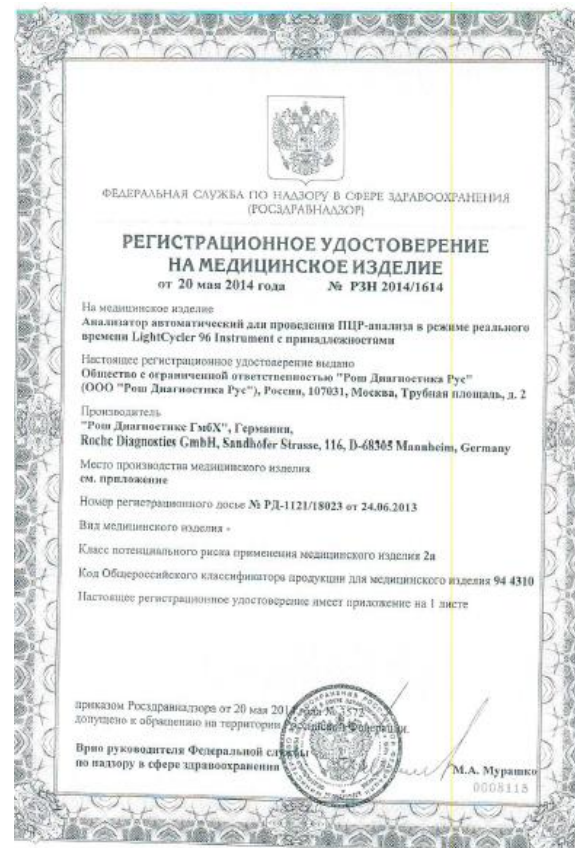 ФЕДЕРАЛЬНАЯ СЛУЖБА ПО НАДЗОРУ В СФЕРЕ ЗДРАВООХРАНЕНИЯ
(РОСЗДРАВНАДЗОР)
РЕГИСТРАЦИОННОЕ УДОСТОВЕРЕНИЕ
НА МЕДИЦИНСКОЕ ИЗДЕЛИЕ
от 20 мая 2014 года № РЗН 2014/1614
На медицинское изделие
Анализатор автоматический для проведения ПЦР-анализа в режиме реального
времени LightCycler 96 Instrument с принадлежностями
Настоящее регистрационное удостоверение выдано
Общество с ограниченной ответственностью "Рош Диагностика Рус"
(ООО "Рош Диагностика Рус"), Россия, 107031, Москва, Трубная площадь, д. 2
Производитель
"Рош Диагностикс ГмбХ", Германия,
Roche Diagnostics GmbH, Sandhofer Strasse, 116, D-68305 Mannheim, Germany
Место производства медицинского изделия
см. приложение
Номер регистрационного досье № РД-1121/18023 от 24.06.2013
Вид медицинского изделия -
Класс потенциального риска применения медицинского изделия 2а
Код Общероссийского классификатора продукции для медицинского изделия 94 4310
Настоящее регистрационное удостоверение имеет приложение на 1 листе
приказом Росздравнадзора от 20 мая 2014 года №
допущено к обращению на территории Российской Федерации.
Врио руководителя Федеральной службы
по надзору в сфере здравоохранения М.А. Мурашко
0008118